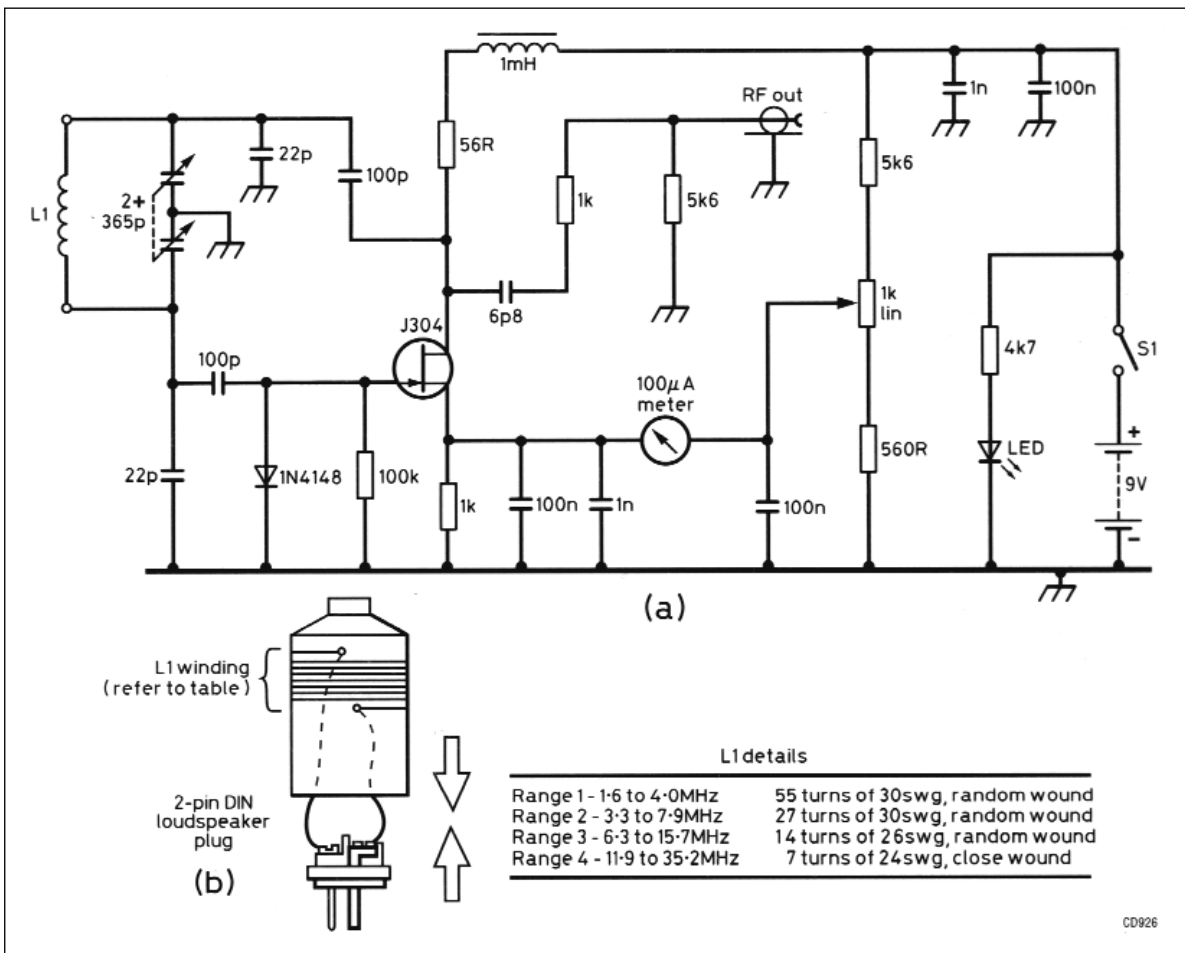 1mH
RF out
1n
100n
56R
22p
100p
5k6
1k
5k6
L1
2+
365p
6p8
1k
lin
J304
4k7
S1
100p
100μA
meter
+
LED
560R
9V
22p
1N4148
100k
1k
100n
1n
100n
−
(a)
L1 winding
(refer to table)
L1 details
Range 1 - 1·6 to 4·0MHz 55 turns of 30swg, random wound
Range 2 - 3·3 to 7·9MHz 27 turns of 30swg, random wound
Range 3 - 6·3 to 15·7MHz 14 turns of 26swg, random wound
Range 4 - 11·9 to 35·2MHz 7 turns of 24swg, close wound
2-pin DIN
loudspeaker
plug
(b)
CD926